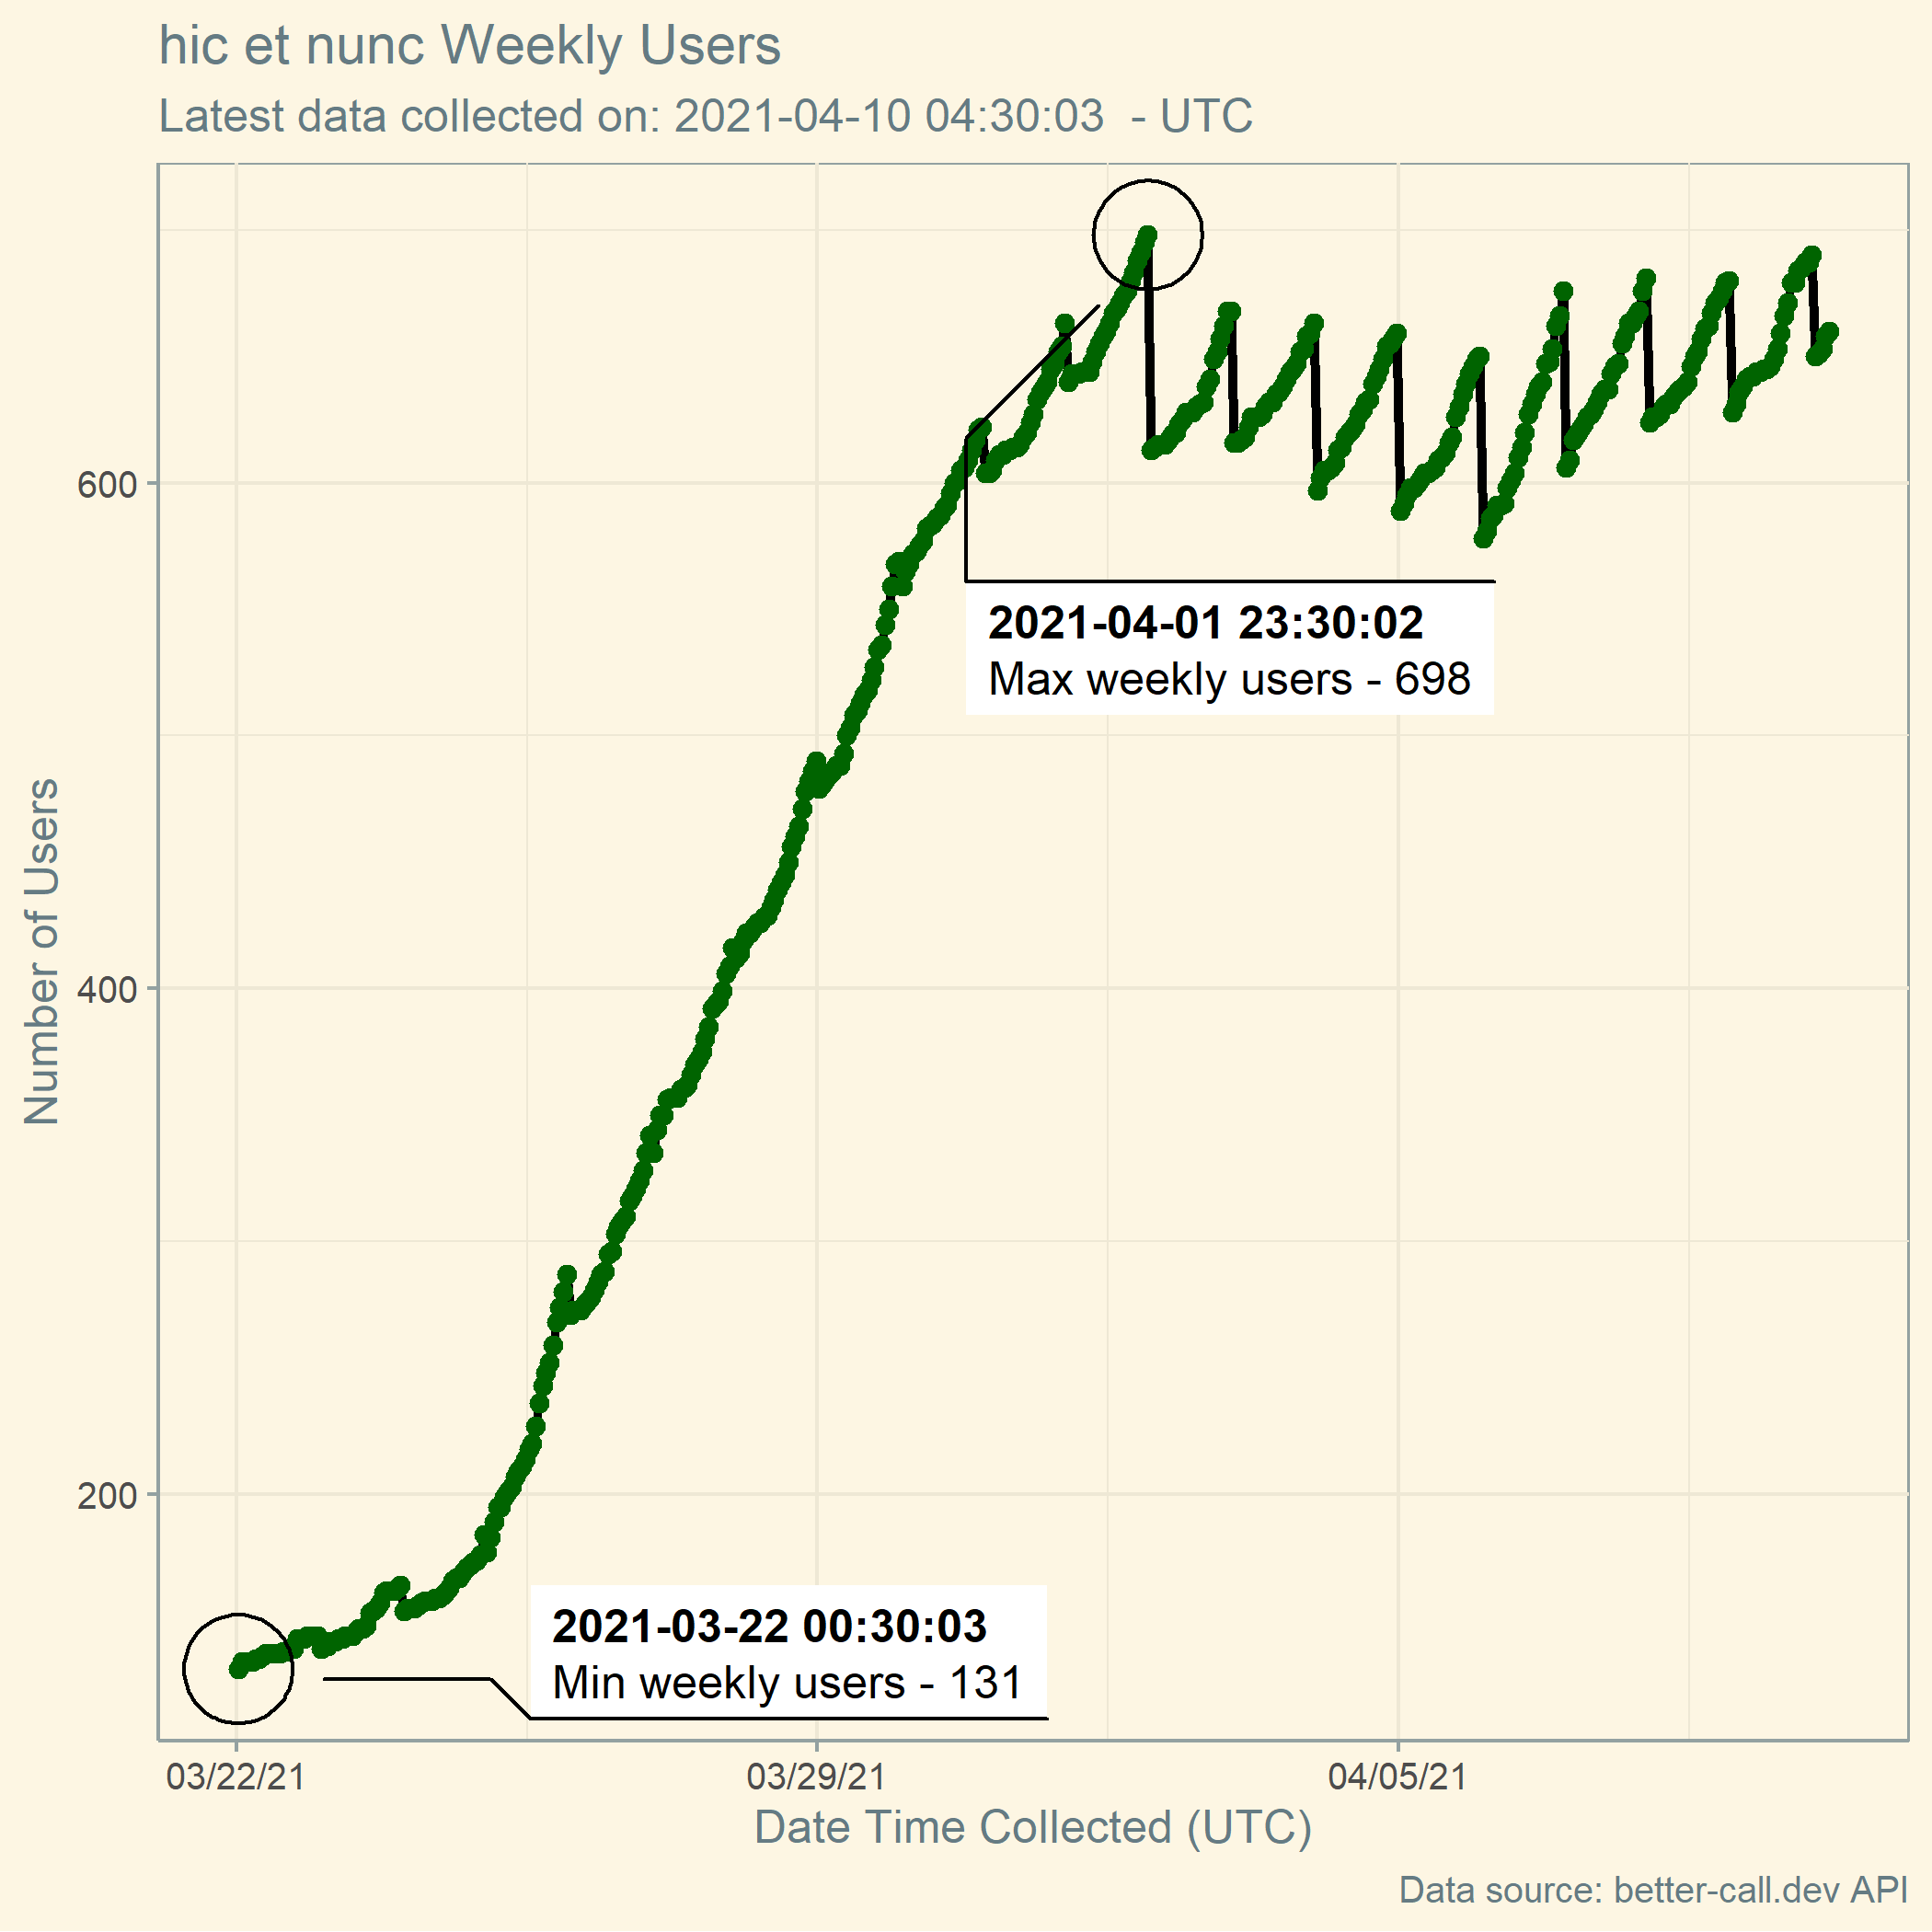 hic et nunc Weekly Users
Latest data collected on: 2021-04-10 04:30:03  - UTC
Number of Users
600
400
200
2021-04-01 23:30:02
Max weekly users - 698
2021-03-22 00:30:03
Min weekly users - 131
03/22/21
03/29/21
04/05/21
Date Time Collected (UTC)
Data source: better-call.dev API